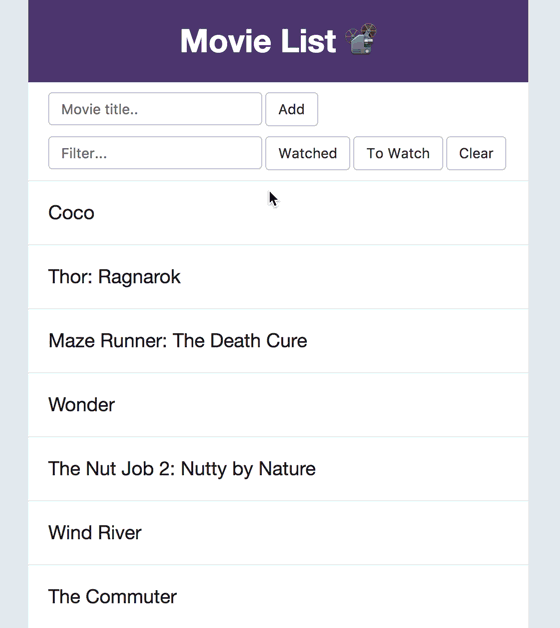 Movie List 📽
Movie title.. Add
Filter... Watched To Watch Clear
Coco
Thor: Ragnarok
Maze Runner: The Death Cure
Wonder
The Nut Job 2: Nutty by Nature
Wind River
The Commuter